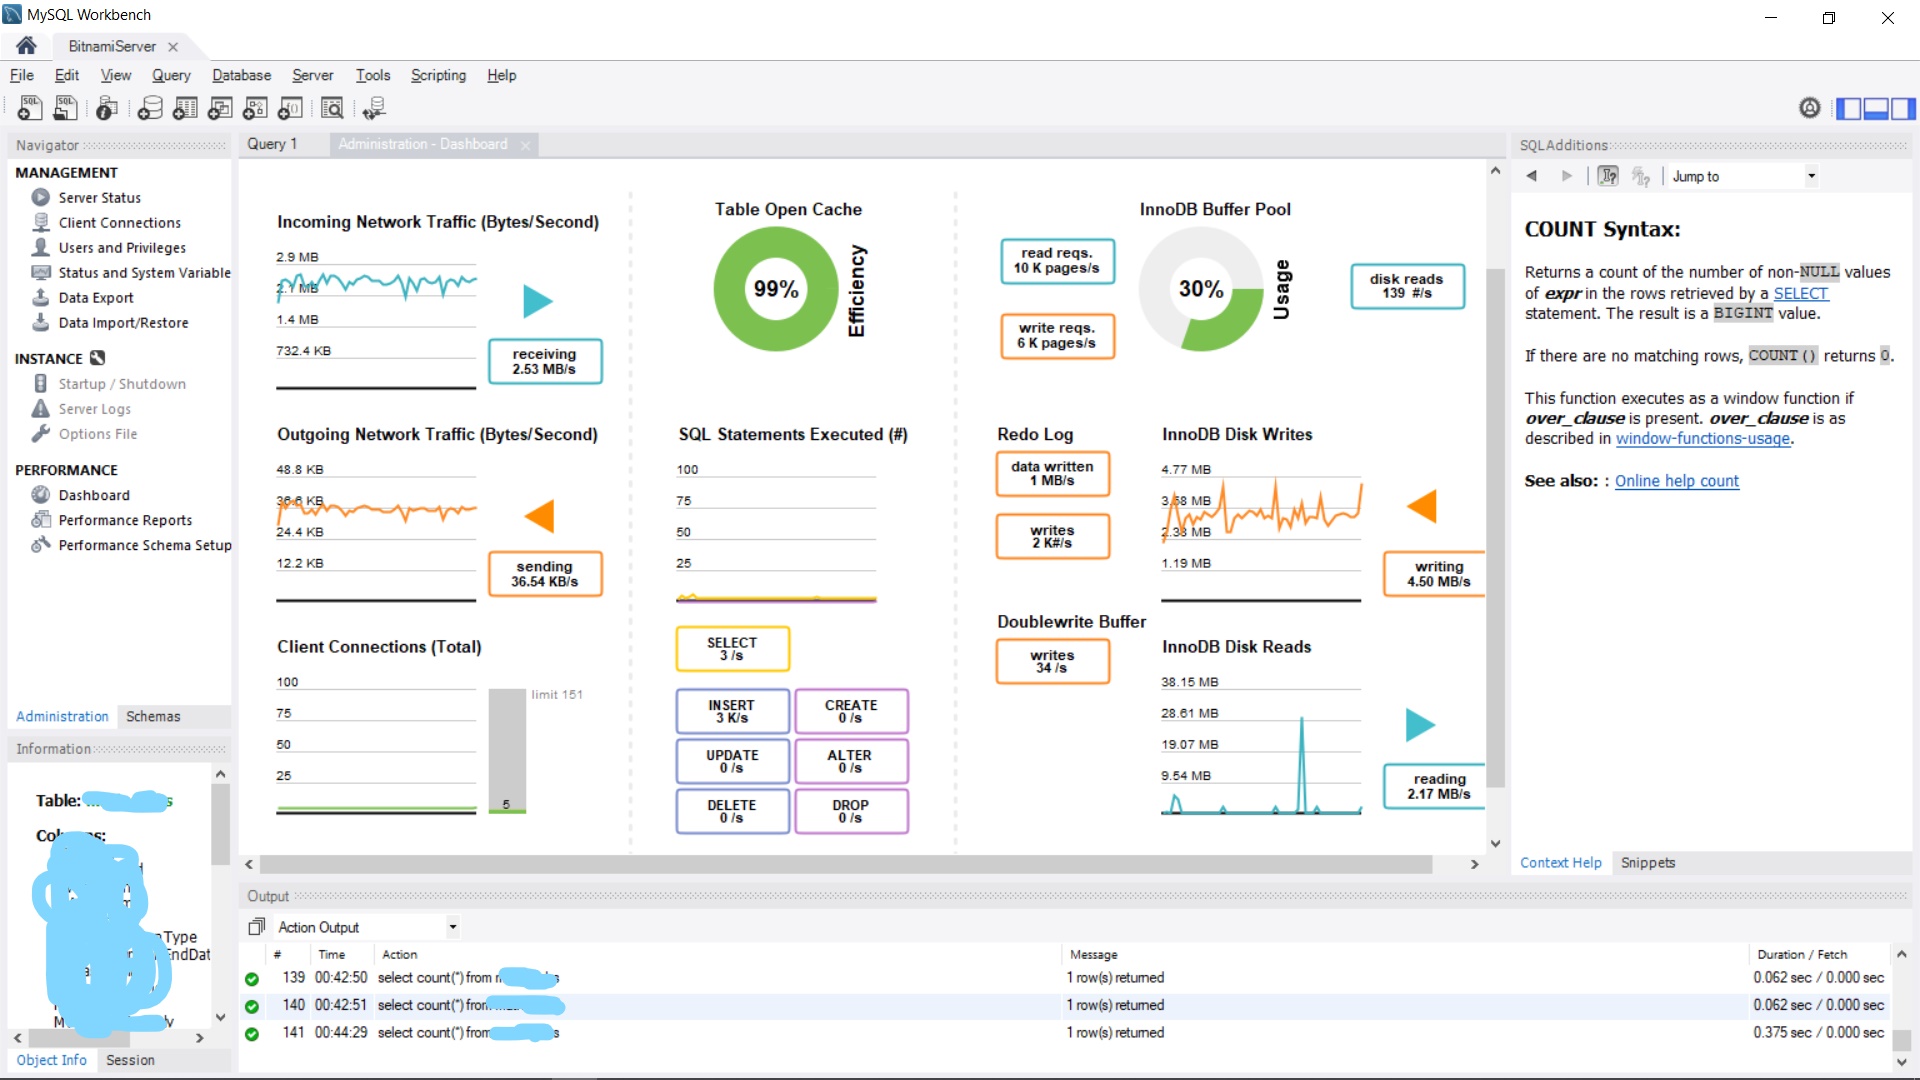 MySQL Workbench
BitnamiServer
File Edit View Query Database Server Tools Scripting Help
Navigator
MANAGEMENT
Server Status
Client Connections
Users and Privileges
Status and System Variable
Data Export
Data Import/Restore
INSTANCE
Startup / Shutdown
Server Logs
Options File
PERFORMANCE
Dashboard
Performance Reports
Performance Schema Setup
Administration Schemas
Information
Table:
Type
EndDat
Object Info Session
Query 1 Administration - Dashboard
Incoming Network Traffic (Bytes/Second)
2.9 MB
2.1 MB
1.4 MB
732.4 KB
receiving
2.53 MB/s
Outgoing Network Traffic (Bytes/Second)
48.8 KB
36.6 KB
24.4 KB
12.2 KB
sending
36.54 KB/s
Client Connections (Total)
100
75
50
25
limit 151
5
Table Open Cache
99%
Efficiency
SQL Statements Executed (#)
100
75
50
25
SELECT
3 /s
INSERT
3 K/s
CREATE
0 /s
UPDATE
0 /s
ALTER
0 /s
DELETE
0 /s
DROP
0 /s
InnoDB Buffer Pool
read reqs.
10 K pages/s
write reqs.
6 K pages/s
30%
Usage
disk reads
139 #/s
Redo Log
data written
1 MB/s
writes
2 K#/s
Doublewrite Buffer
writes
34 /s
InnoDB Disk Writes
4.77 MB
3.58 MB
2.38 MB
1.19 MB
writing
4.50 MB/s
InnoDB Disk Reads
38.15 MB
28.61 MB
19.07 MB
9.54 MB
reading
2.17 MB/s
SQLAdditions
Jump to
COUNT Syntax:
Returns a count of the number of non-NULL values
of expr in the rows retrieved by a SELECT
statement. The result is a BIGINT value.
If there are no matching rows, COUNT() returns 0.
This function executes as a window function if
over_clause is present. over_clause is as
described in window-functions-usage.
See also: : Online help count
Context Help Snippets
Output
Action Output
# Time Action Message Duration / Fetch
139 00:42:50 select count(*) from 1 row(s) returned 0.062 sec / 0.000 sec
140 00:42:51 select count(*) from 1 row(s) returned 0.062 sec / 0.000 sec
141 00:44:29 select count(*) from 1 row(s) returned 0.375 sec / 0.000 sec